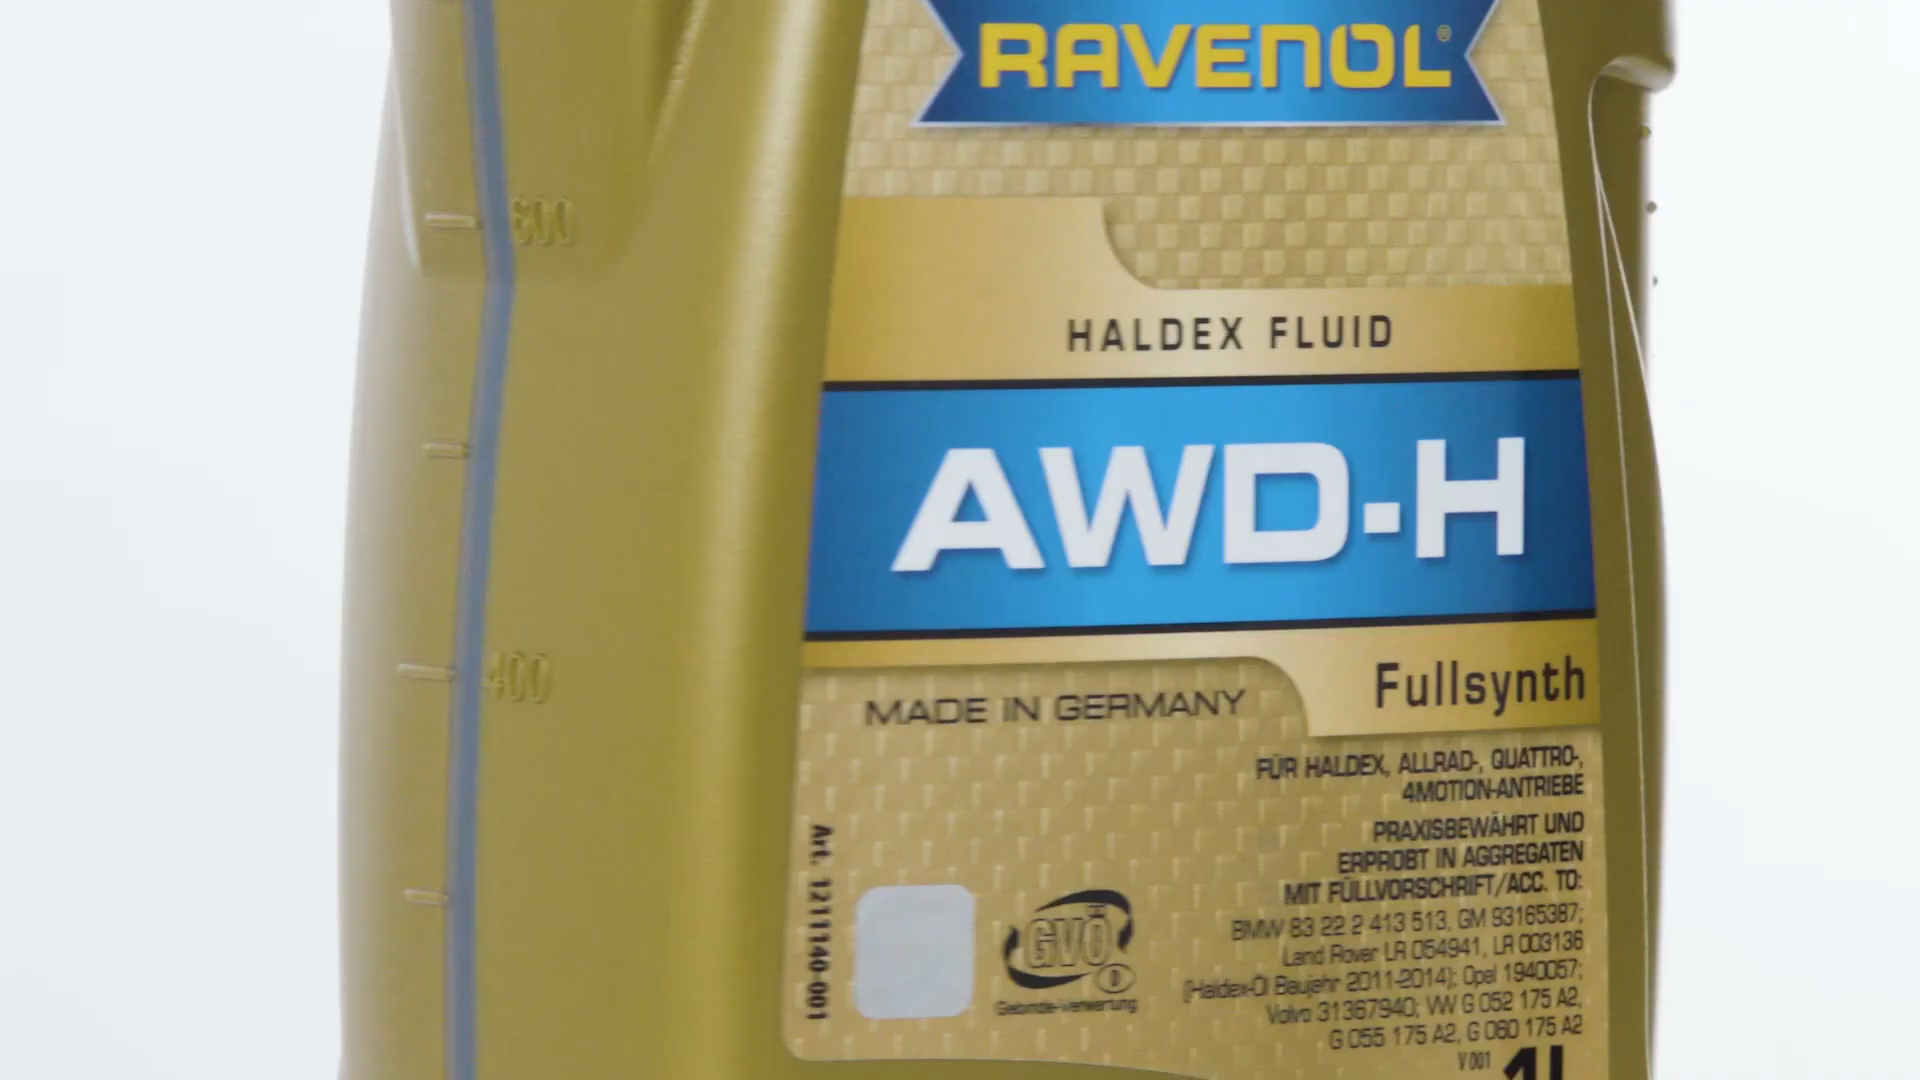 RAVENOL®
600
HALDEX FLUID
AWD-H
400
Fullsynth
MADE IN GERMANY
FÜR HALDEX, ALLRAD-, QUATTRO-,
4MOTION-ANTRIEBE
PRAXISBEWÄHRT UND
ERPROBT IN AGGREGATEN
MIT FÜLLVORSCHRIFT/ACC. TO:
BMW 83 22 2 413 513, GM 93165387;
Land Rover LR 054941, LR 003136
(Haldex-Öl Baujahr 2011-2014); Opel 1940057;
Volvo 31367940; VW G 052 175 A2,
G 055 175 A2, G 060 175 A2
Art. 1211140-001
GVÖ
D
Gebinde-Verwertung
V 001
1L